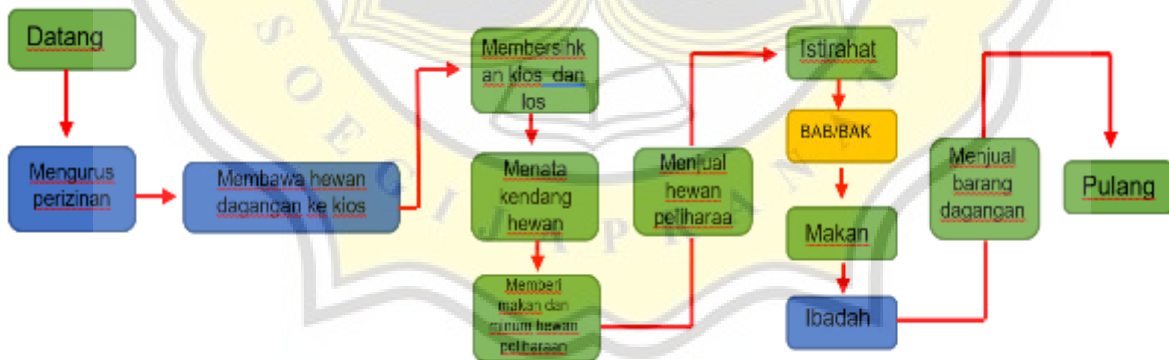 Datang
Mengurus
perizinan
Membawa hewan
dagangan ke kios
Membersihk
an kios dan
los
Menata
kendang
hewan
Memberi
makan dan
minum hewan
peliharaan
Menjual
hewan
peliharaa
Istirahat
BAB/BAK
Makan
Ibadah
Menjual
barang
dagangan
Pulang
SOEGIJAPRANATA